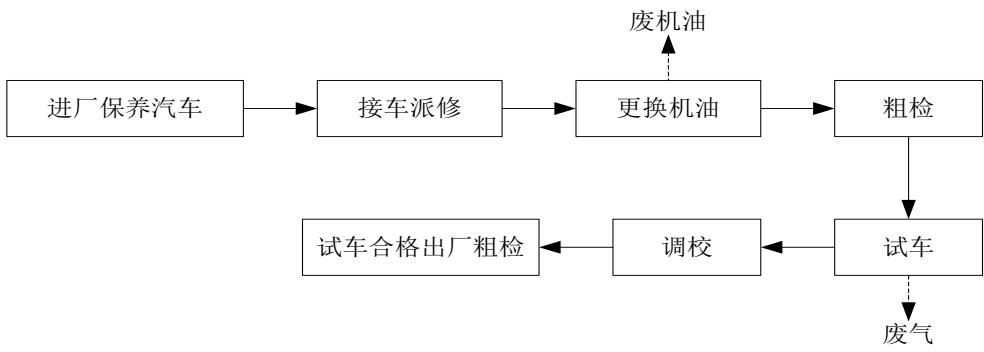 废机油
进厂保养汽车
接车派修
更换机油
粗检
试车合格出厂粗检
调校
试车
废气